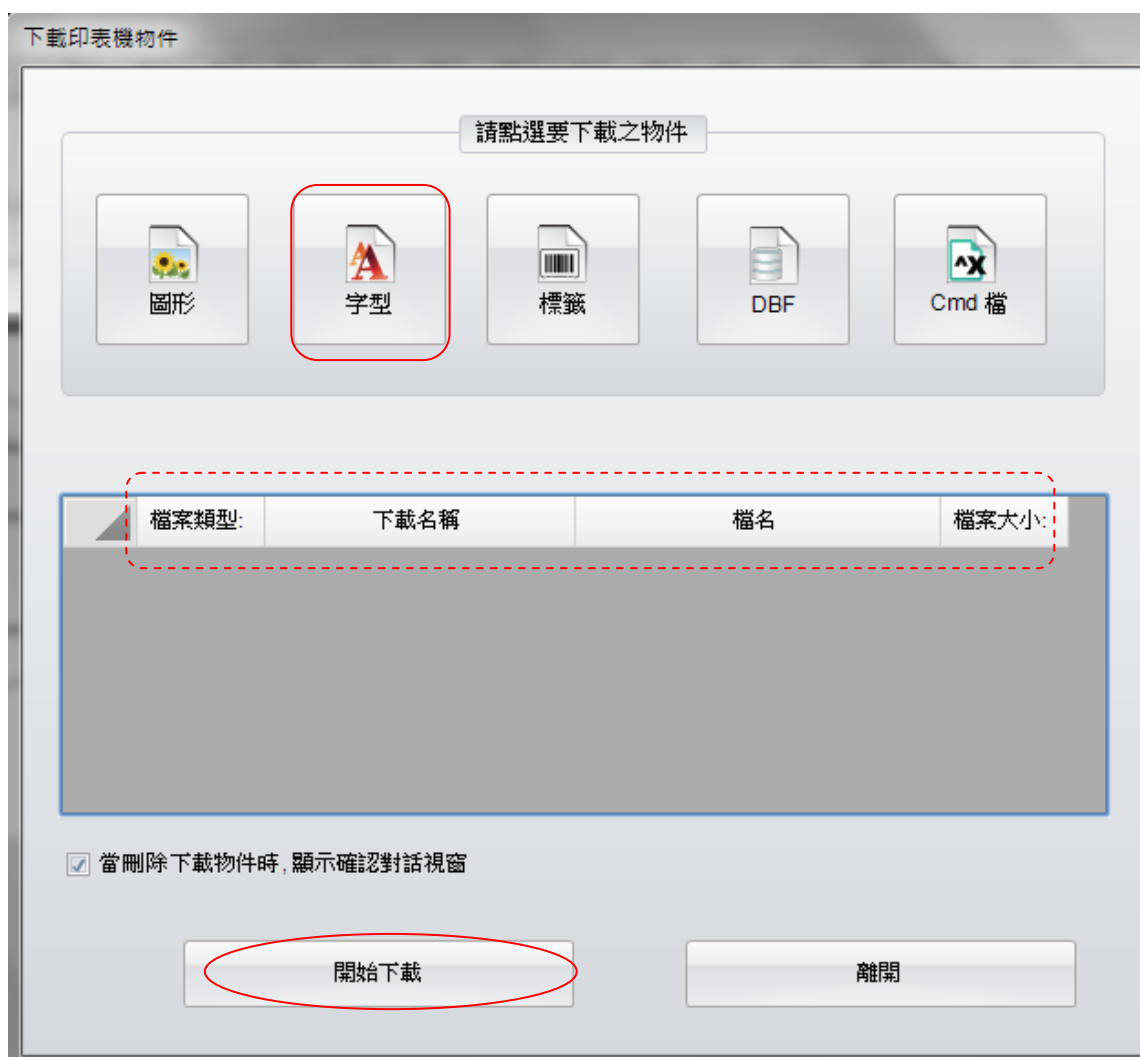 下載印表機物件
請點選要下載之物件
圖形 字型 標籤 DBF Cmd 檔
檔案類型: 下載名稱 檔名 檔案大小:
當刪除下載物件時,顯示確認對話視窗
開始下載 離開